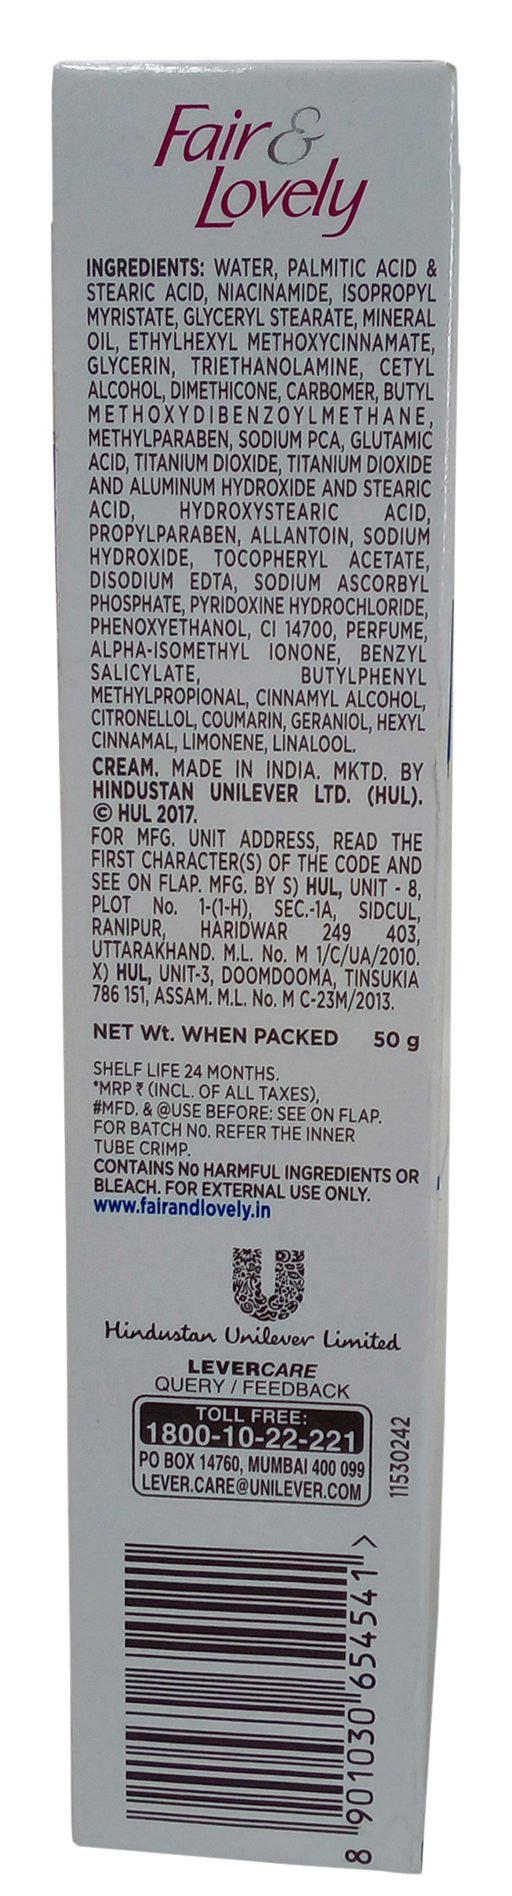 Fair &
Lovely
INGREDIENTS: WATER, PALMITIC ACID &
STEARIC ACID, NIACINAMIDE, ISOPROPYL
MYRISTATE, GLYCERYL STEARATE, MINERAL
OIL, ETHYLHEXYL METHOXYCINNAMATE,
GLYCERIN, TRIETHANOLAMINE, CETYL
ALCOHOL, DIMETHICONE, CARBOMER, BUTYL
METHOXYDIBENZOYLMETHANE,
METHYLPARABEN, SODIUM PCA, GLUTAMIC
ACID, TITANIUM DIOXIDE, TITANIUM DIOXIDE
AND ALUMINUM HYDROXIDE AND STEARIC
ACID, HYDROXYSTEARIC ACID,
PROPYLPARABEN, ALLANTOIN, SODIUM
HYDROXIDE, TOCOPHERYL ACETATE,
DISODIUM EDTA, SODIUM ASCORBYL
PHOSPHATE, PYRIDOXINE HYDROCHLORIDE,
PHENOXYETHANOL, CI 14700, PERFUME,
ALPHA-ISOMETHYL IONONE, BENZYL
SALICYLATE, BUTYLPHENYL
METHYLPROPIONAL, CINNAMYL ALCOHOL,
CITRONELLOL, COUMARIN, GERANIOL, HEXYL
CINNAMAL, LIMONENE, LINALOOL.
CREAM. MADE IN INDIA. MKTD. BY
HINDUSTAN UNILEVER LTD. (HUL).
© HUL 2017.
FOR MFG. UNIT ADDRESS, READ THE
FIRST CHARACTER(S) OF THE CODE AND
SEE ON FLAP. MFG. BY S) HUL, UNIT - 8,
PLOT No. 1-(1-H), SEC.-1A, SIDCUL,
RANIPUR, HARIDWAR 249 403,
UTTARAKHAND. M.L. No. M 1/C/UA/2010.
X) HUL, UNIT-3, DOOMDOOMA, TINSUKIA
786 151, ASSAM. M.L. No. M C-23M/2013.
NET Wt. WHEN PACKED 50 g
SHELF LIFE 24 MONTHS.
*MRP ₹ (INCL. OF ALL TAXES),
#MFD. & @USE BEFORE: SEE ON FLAP.
FOR BATCH NO. REFER THE INNER
TUBE CRIMP.
CONTAINS NO HARMFUL INGREDIENTS OR
BLEACH. FOR EXTERNAL USE ONLY.
www.fairandlovely.in
Hindustan Unilever Limited
LEVERCARE
QUERY / FEEDBACK
TOLL FREE:
1800-10-22-221
PO BOX 14760, MUMBAI 400 099
LEVER.CARE@UNILEVER.COM
11530242
8 901030 654541 >